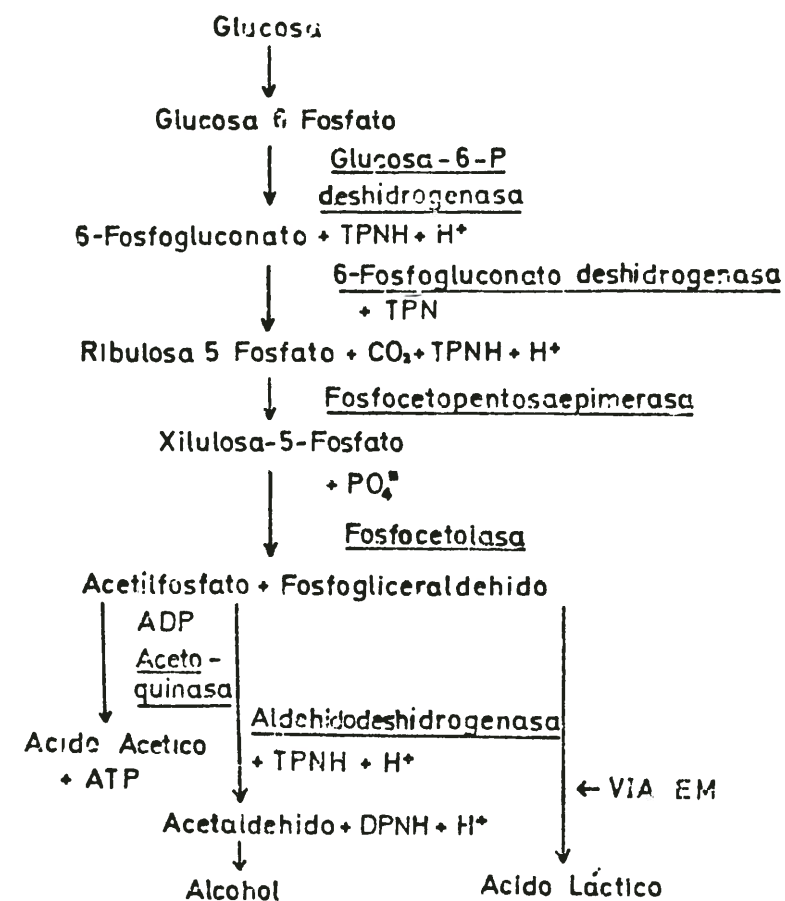 Glucosa
Glucosa 6 Fosfato
Glucosa-6-P
deshidrogenasa
6-Fosfogluconato + TPNH + H⁺
6-Fosfogluconato deshidrogenasa
+ TPN
Ribulosa 5 Fosfato + CO₂ + TPNH + H⁺
Fosfocetopentosaepimerasa
Xilulosa-5-Fosfato
+ PO₄⁼
Fosfocetolasa
Acetilfosfato + Fosfogliceraldehido
ADP
Aceto-
quinasa
Aldehidodeshidrogenasa
Acido Acetico
+ TPNH + H⁺
+ ATP
← VIA EM
Acetaldehido + DPNH + H⁺
Alcohol
Acido Láctico